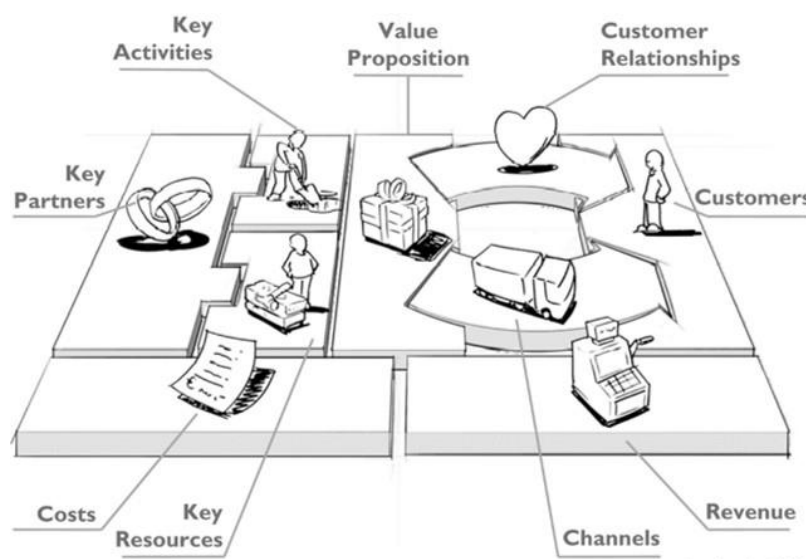 Key
Activities
Value
Proposition
Customer
Relationships
Key
Partners
Customers
Costs
Key
Resources
Channels
Revenue